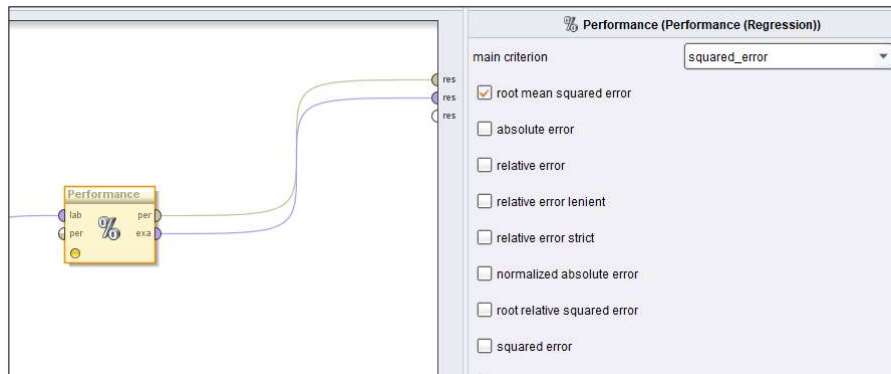 Performance (Performance (Regression))
main criterion squared_error
root mean squared error
absolute error
relative error
relative error lenient
relative error strict
normalized absolute error
root relative squared error
squared error
res
res
res
Performance
lab per
per exa